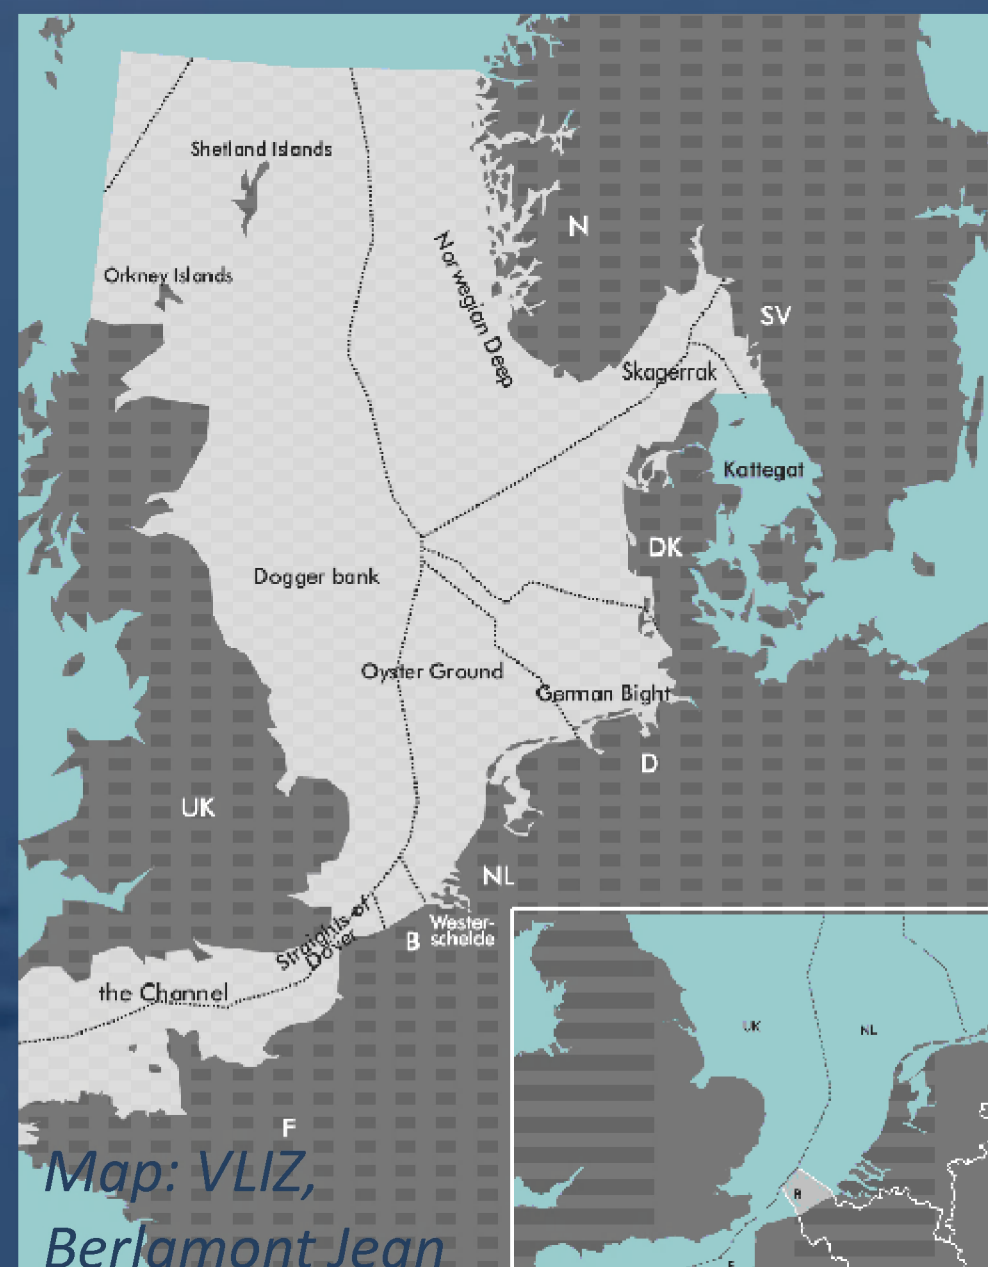 Shetland Islands
N
Norwegian Deep
Orkney Islands
SV
Skagerrak
Kattegat
DK
Dogger bank
Oyster Ground
German Bight
D
UK
NL
Wester-
schelde
B
Straights of
Dover
the Channel
F
UK
NL
B
F
Map: VLIZ,
Berlamont Jean